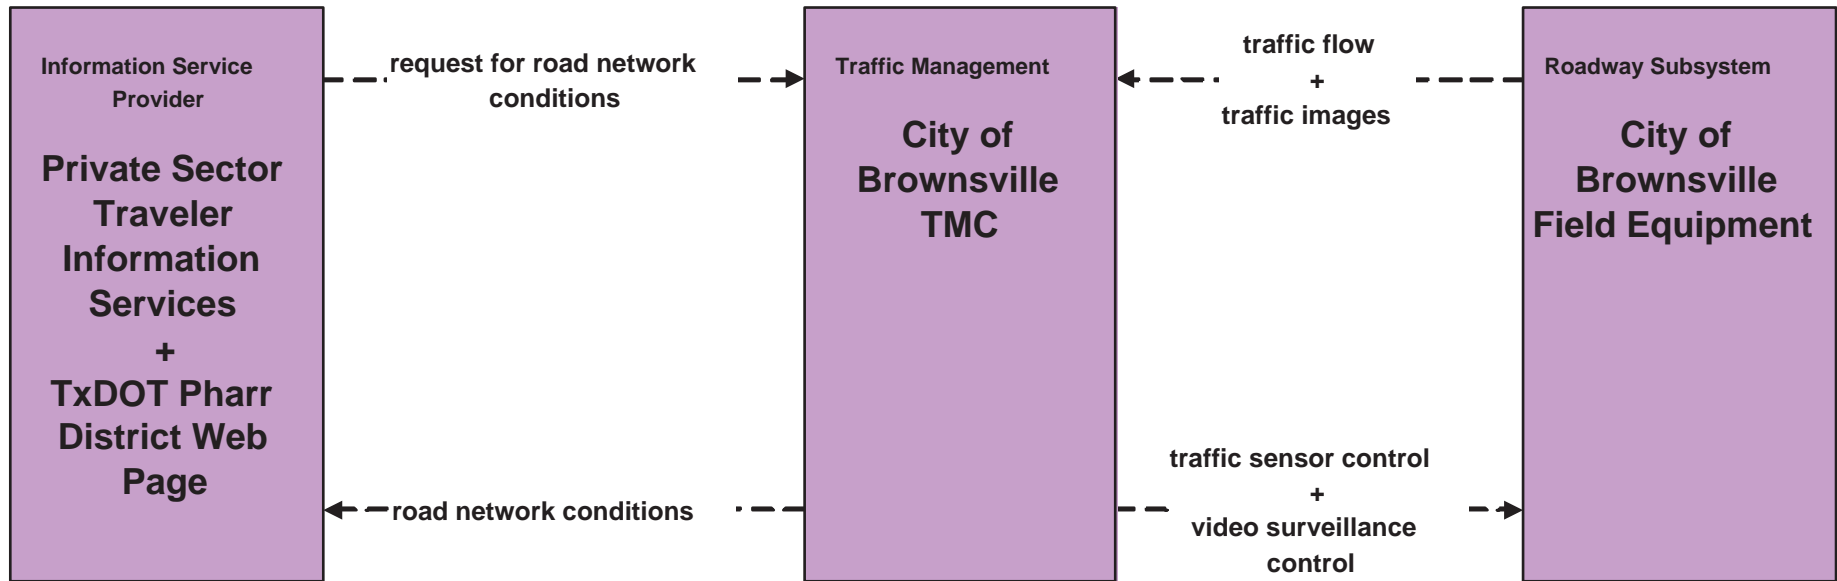 Information Service
Provider
Private Sector
Traveler
Information
Services
+
TxDOT Pharr
District Web
Page
request for road network
conditions
road network conditions
Traffic Management
City of
Brownsville
TMC
traffic flow
+
traffic images
traffic sensor control
+
video surveillance
control
Roadway Subsystem
City of
Brownsville
Field Equipment